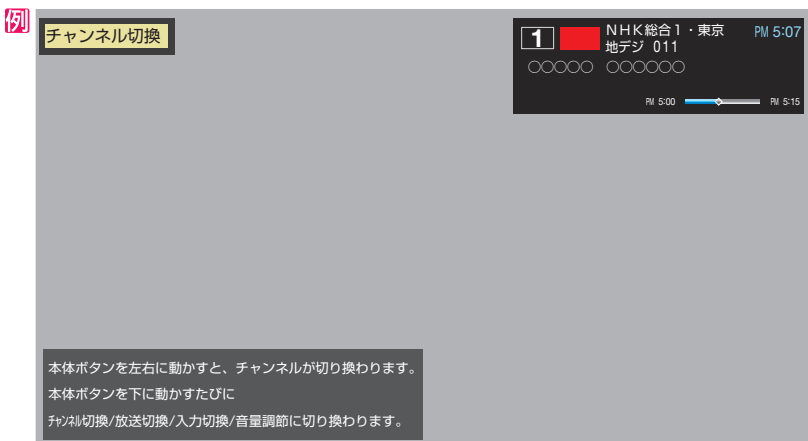 例
チャンネル切換
1 NHK総合1・東京 PM 5:07
地デジ 011
○○○○○ ○○○○○○
PM 5:00 PM 5:15
本体ボタンを左右に動かすと、チャンネルが切り換わります。
本体ボタンを下に動かすたびに
ﾁｬﾝﾈﾙ切換/放送切換/入力切換/音量調節に切り換わります。